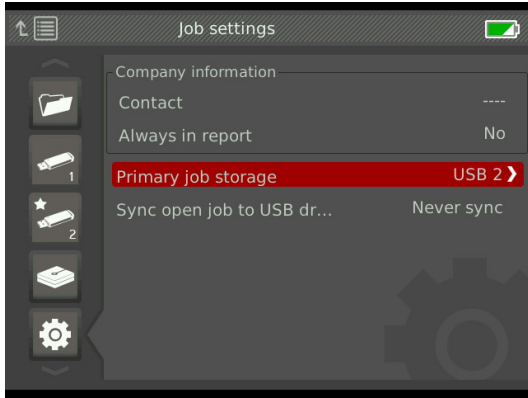 Job settings
Company information
Contact ----
Always in report No
1
Primary job storage USB 2
Sync open job to USB dr... Never sync
2